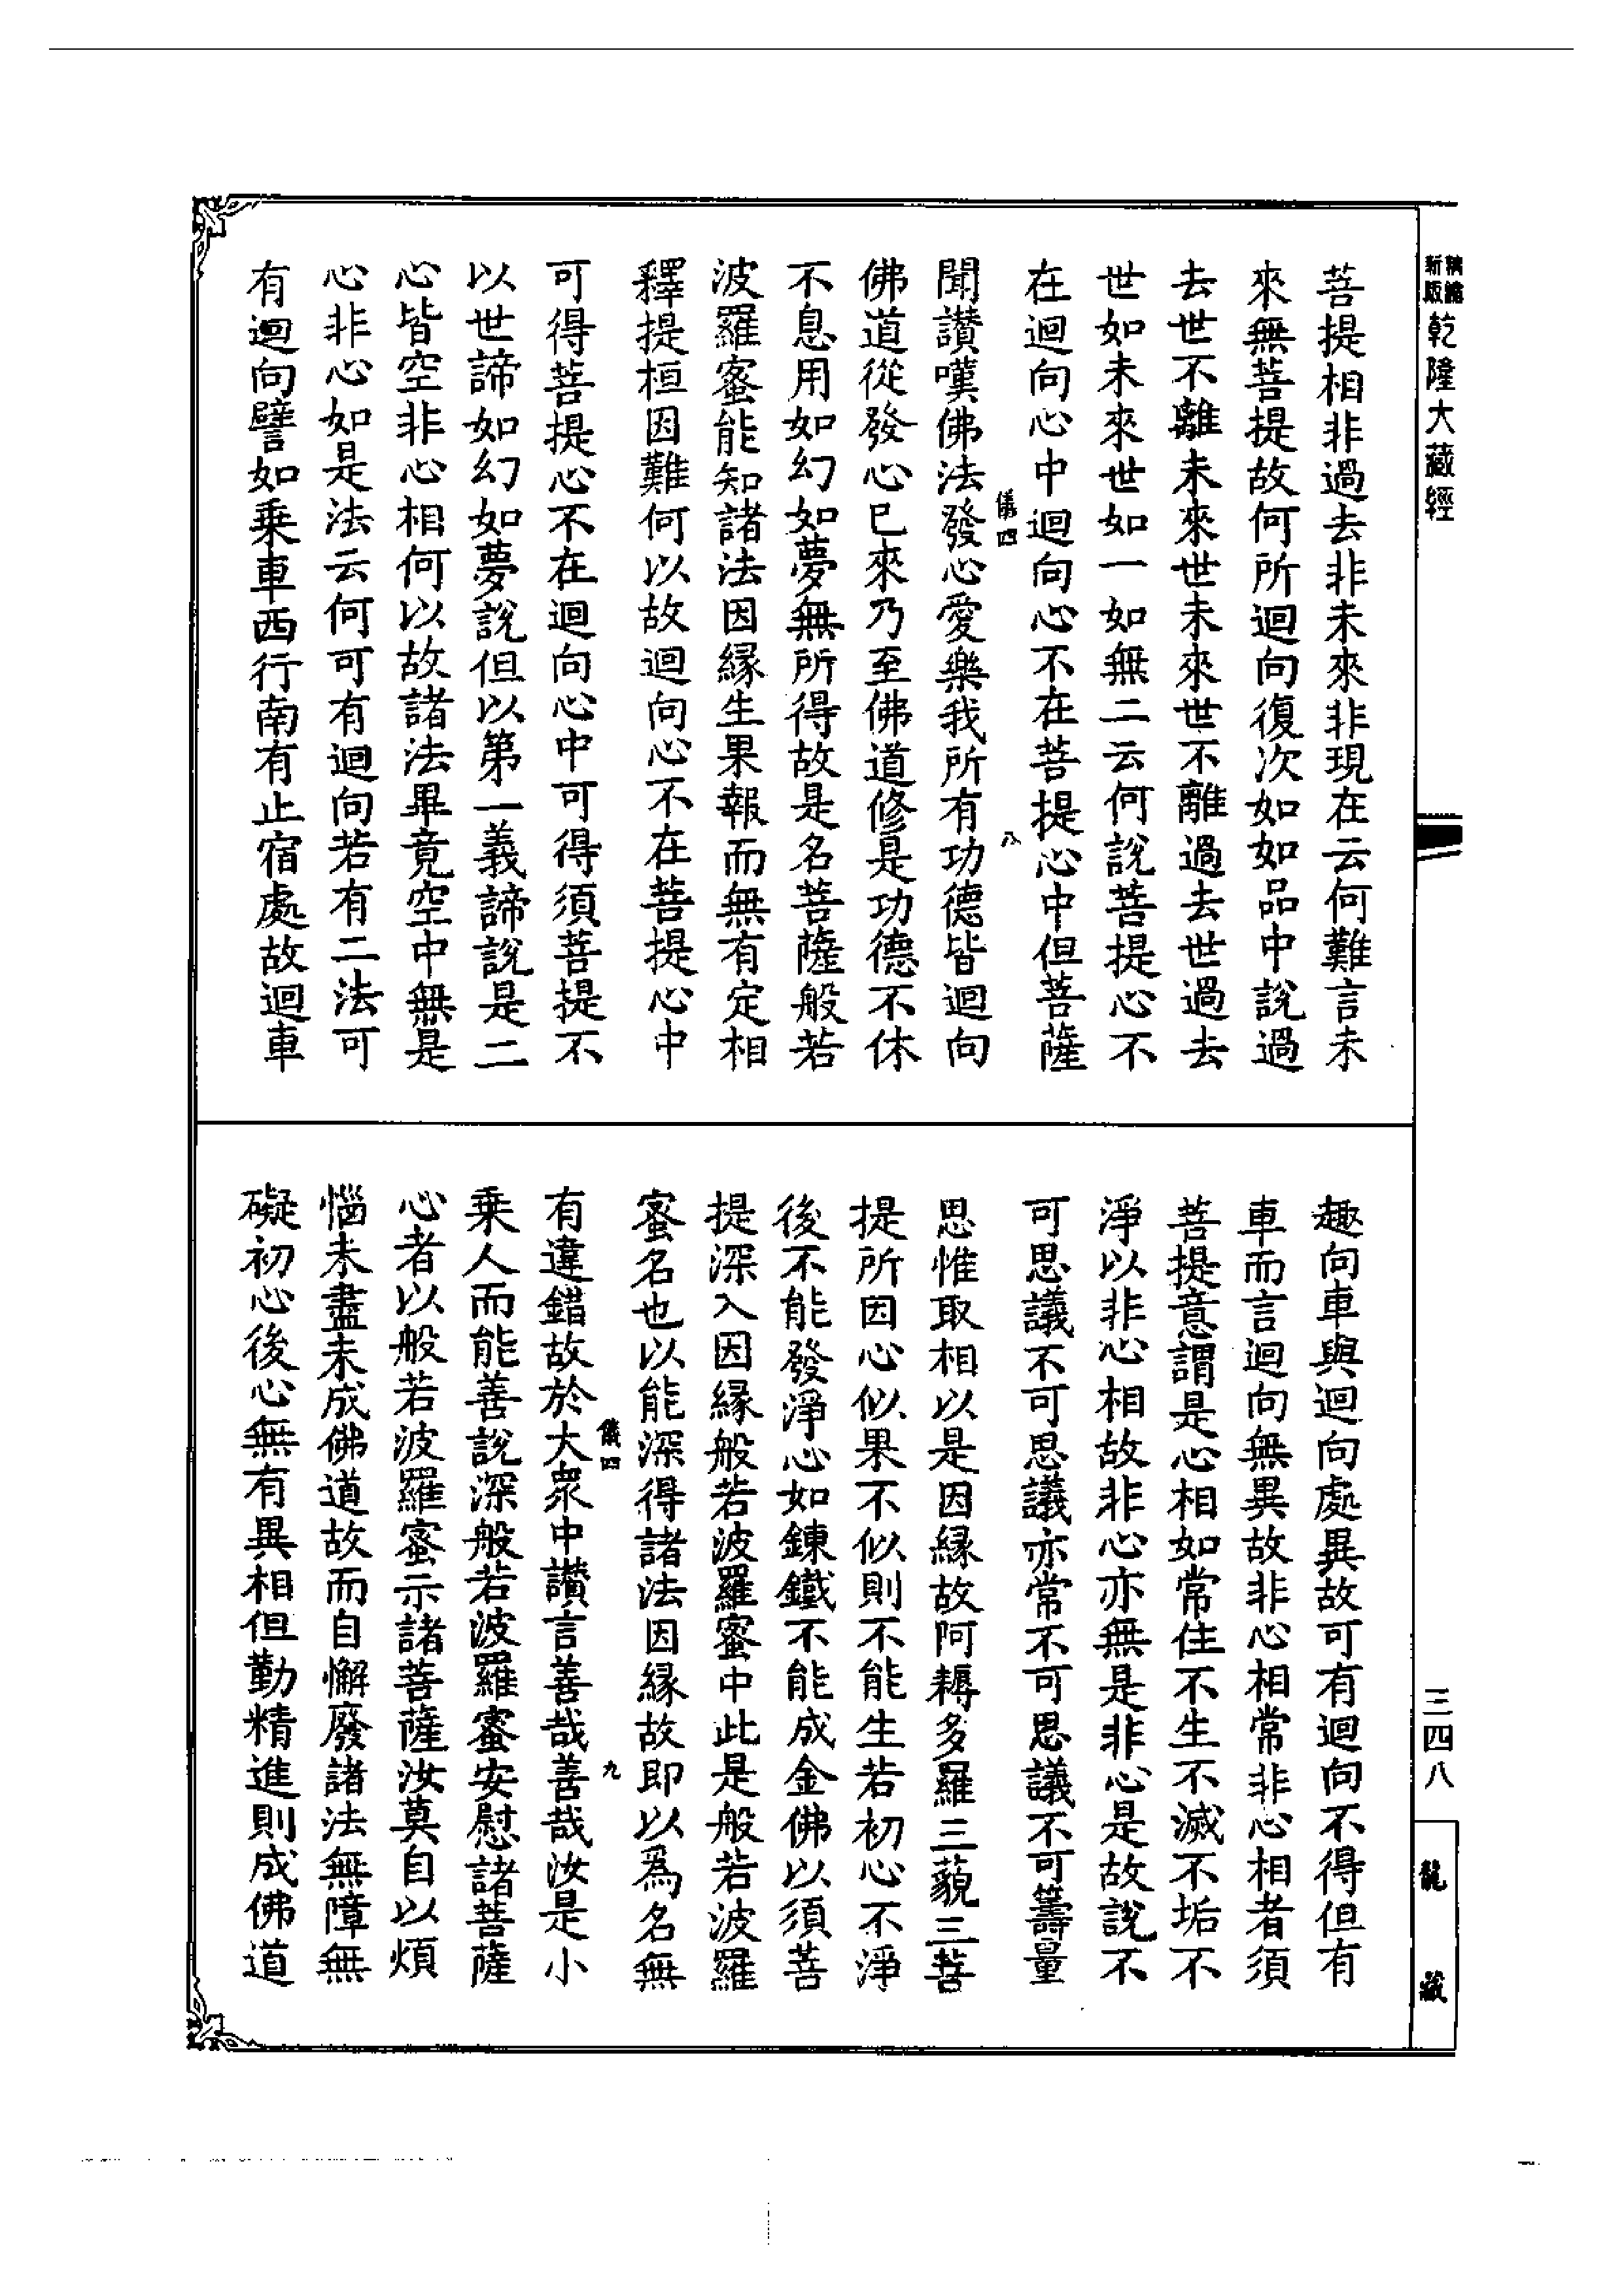 精縮
新版
乾隆大藏經
菩提相非過去非未來非現在云何難言未
來無菩提故何所迴向復次如如品中說過
去世不離未來世未來世不離過去世過去
世如未來世如一如無二云何說菩提心不
在迴向心中迴向心不在菩提心中但菩薩
儀四
八
聞讚嘆佛法發心愛樂我所有功德皆迴向
佛道從發心已來乃至佛道修是功德不休
不息用如幻如夢無所得故是名菩薩般若
波羅蜜能知諸法因緣生果報而無有定相
釋提桓因難何以故迴向心不在菩提心中
可得菩提心不在迴向心中可得須菩提不
以世諦如幻如夢說但以第一義諦說是二
心皆空非心相何以故諸法畢竟空中無是
心非心如是法云何可有迴向若有二法可
有迴向譬如乗車西行南有止宿處故迴車
趣向車與迴向處異故可有迴向不得但有
車而言迴向無異故非心相常非心相者須
菩提意謂是心相如常住不生不滅不垢不
淨以非心相故非心亦無是非心是故說不
可思議不可思議亦常不可思議不可籌量
思惟取相以是因緣故阿耨多羅三藐三菩
提所因心似果不似則不能生若初心不淨
後不能發淨心如鍊鐵不能成金佛以須菩
提深入因緣般若波羅蜜中此是般若波羅
蜜名也以能深得諸法因緣故即以爲名無
儀四
九
有違錯故於大衆中讚言善哉善哉汝是小
乗人而能善說深般若波羅蜜安慰諸菩薩
心者以般若波羅蜜示諸菩薩汝莫自以煩
惱未盡未成佛道故而自懈廢諸法無障無
礙初心後心無有異相但勤精進則成佛道
三四八
龍藏